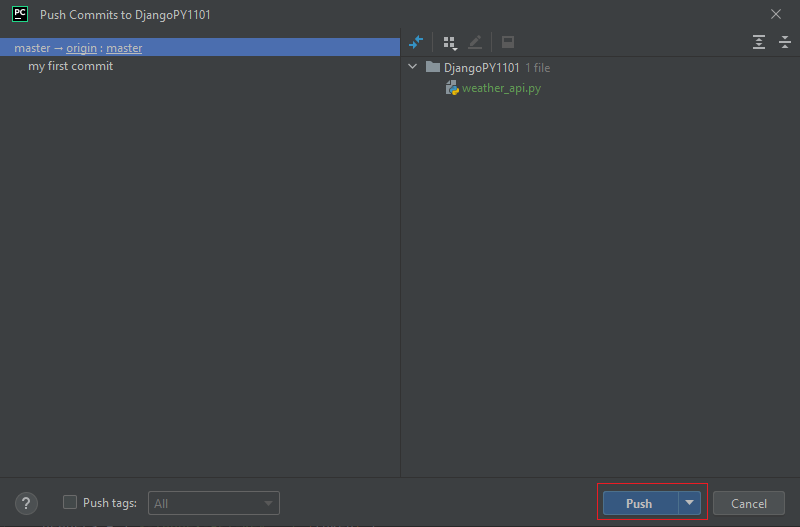 PC Push Commits to DjangoPY1101
master → origin : master
my first commit
DjangoPY1101 1 file
weather_api.py
? Push tags: All Push Cancel